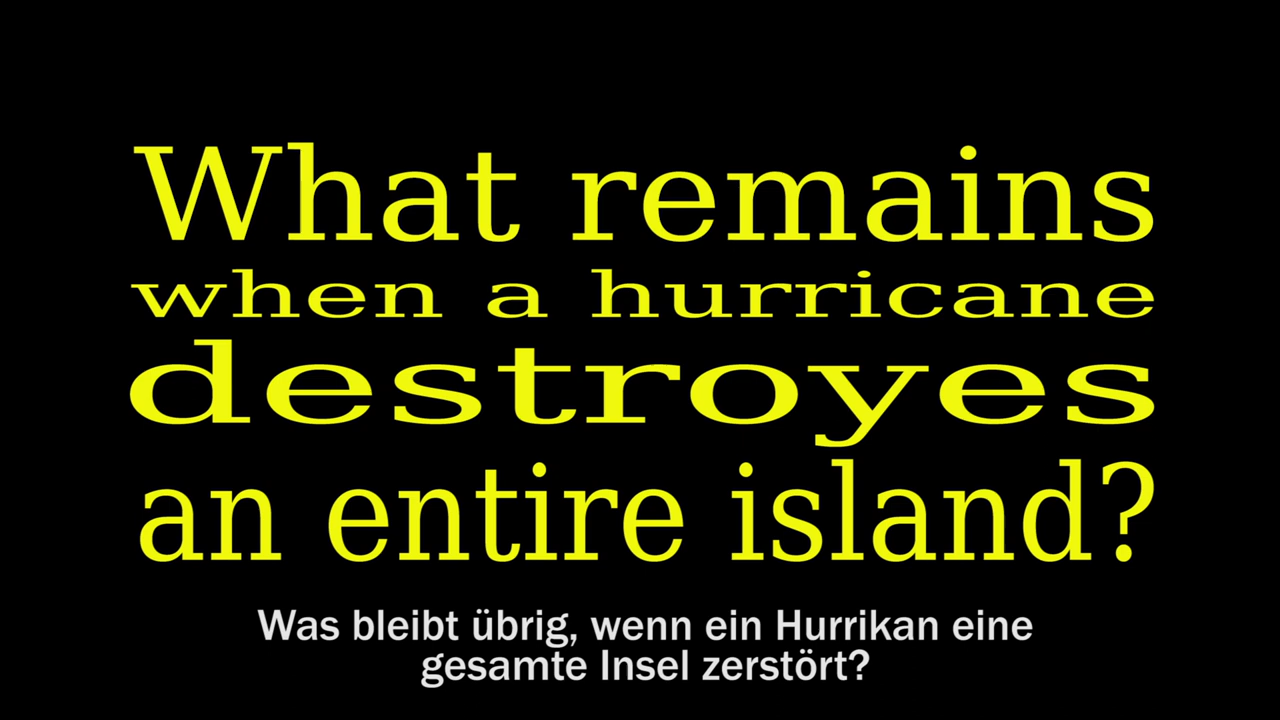 What remains
when a hurricane
destroyes
an entire island?
Was bleibt übrig, wenn ein Hurrikan eine
gesamte Insel zerstört?